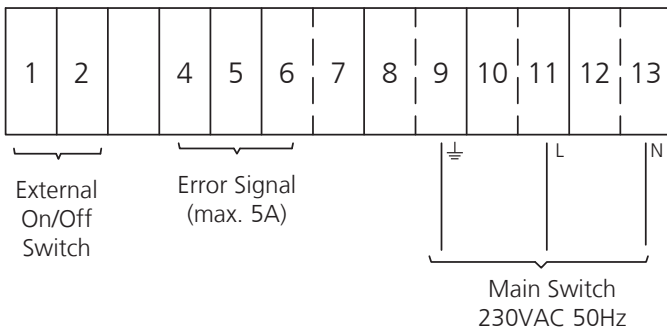 1 2 4 5 6 7 8 9 10 11 12 13
L N
External
On/Off
Switch
Error Signal
(max. 5A)
Main Switch
230VAC 50Hz